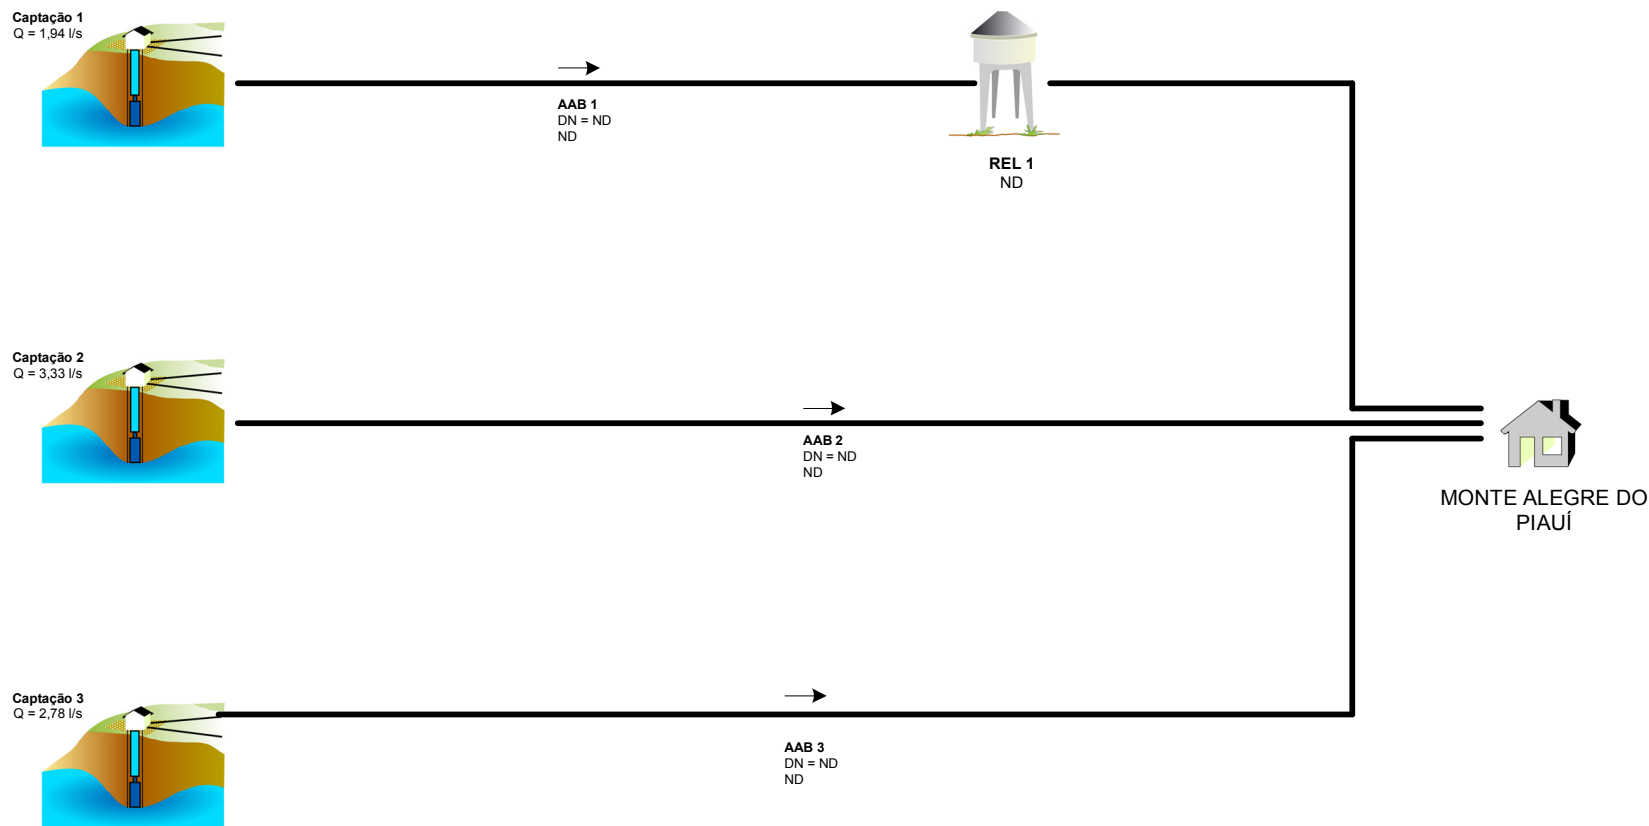 Captação 1
Q = 1,94 l/s
AAB 1
DN = ND
ND
REL 1
ND
Captação 2
Q = 3,33 l/s
AAB 2
DN = ND
ND
MONTE ALEGRE DO
PIAUÍ
Captação 3
Q = 2,78 l/s
AAB 3
DN = ND
ND